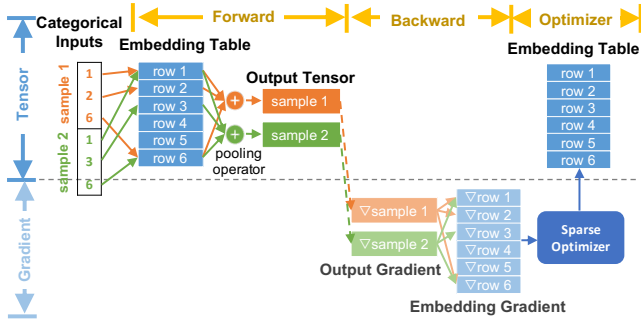 Forward
Backward
Optimizer
Categorical
Inputs
Embedding Table
Embedding Table
Tensor
sample 1
1
2
6
sample 2
1
3
6
row 1
row 2
row 3
row 4
row 5
row 6
+
+
pooling
operator
Output Tensor
sample 1
sample 2
row 1
row 2
row 3
row 4
row 5
row 6
Gradient
▽sample 1
▽sample 2
Output Gradient
▽row 1
▽row 2
▽row 3
▽row 4
▽row 5
▽row 6
Embedding Gradient
Sparse
Optimizer